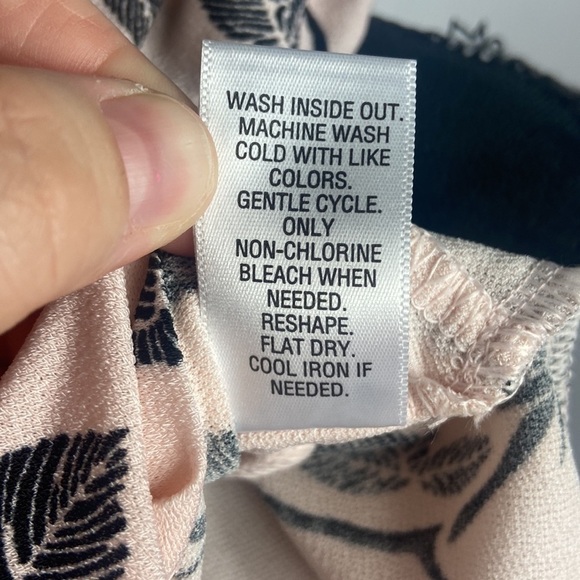 WASH INSIDE OUT.
MACHINE WASH
COLD WITH LIKE
COLORS.
GENTLE CYCLE.
ONLY
NON-CHLORINE
BLEACH WHEN
NEEDED.
RESHAPE.
FLAT DRY.
COOL IRON IF
NEEDED.